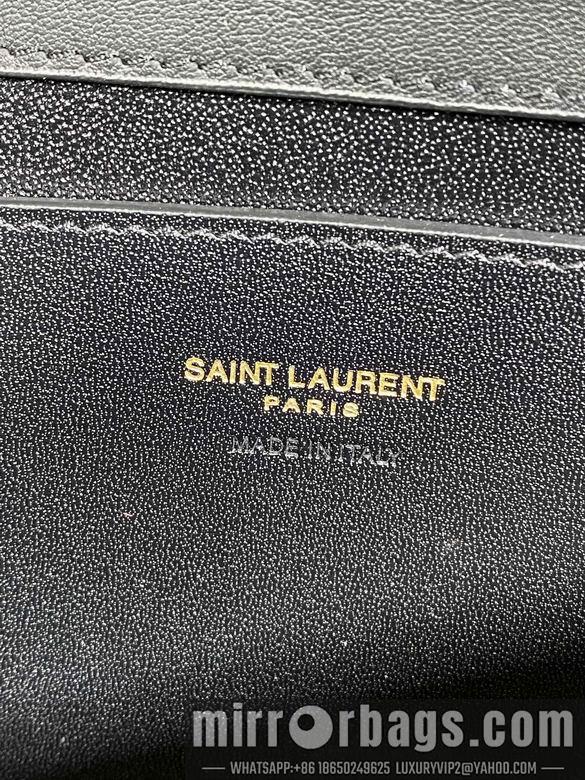 SAINT LAURENT
PARIS
MADE IN ITALY
mirrorbags.com
WHATSAPP:+86 18650249625 LUXURYVIP2@YAHOO.COM